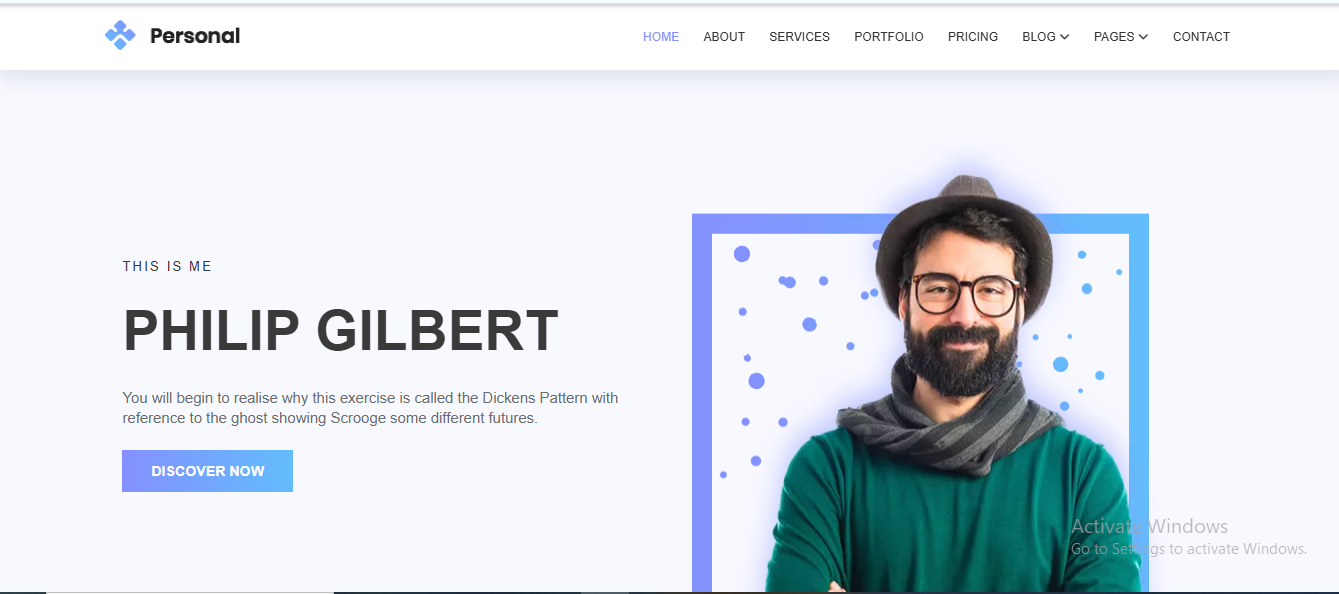 Personal
HOME ABOUT SERVICES PORTFOLIO PRICING BLOG PAGES CONTACT
THIS IS ME
PHILIP GILBERT
You will begin to realise why this exercise is called the Dickens Pattern with
reference to the ghost showing Scrooge some different futures.
DISCOVER NOW
Activate Windows
Go to Settings to activate Windows.